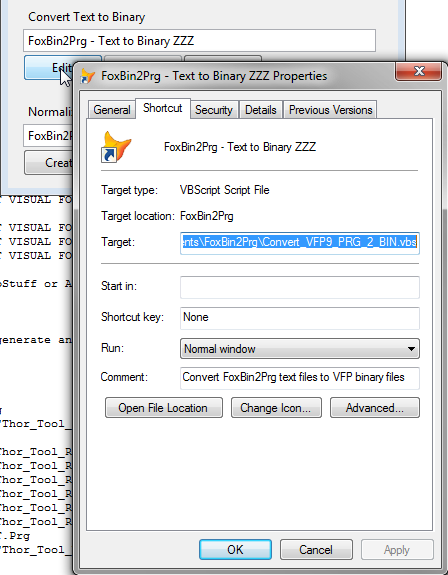 Convert Text to Binary
FoxBin2Prg - Text to Binary ZZZ
Edit
FoxBin2Prg - Text to Binary ZZZ Properties
General Shortcut Security Details Previous Versions
FoxBin2Prg - Text to Binary ZZZ
Target type: VBScript Script File
Target location: FoxBin2Prg
Target: ents\FoxBin2Prg\Convert_VFP9_PRG_2_BIN.vbs
Start in:
Shortcut key: None
Run: Normal window
Comment: Convert FoxBin2Prg text files to VFP binary files
Open File Location Change Icon... Advanced...
OK Cancel Apply
Normaliz
FoxBin2P
Creat
T VISUAL FO
T VISUAL FO
T VISUAL FO
T VISUAL FO
oStuff or A
generate an
g
/Thor_Tool_
Thor_Tool_R
Thor_Tool_R
Thor_Tool_R
Thor_Tool_R
Thor_Tool_R
Thor_Tool_R
T.Prg
/Thor_Tool_